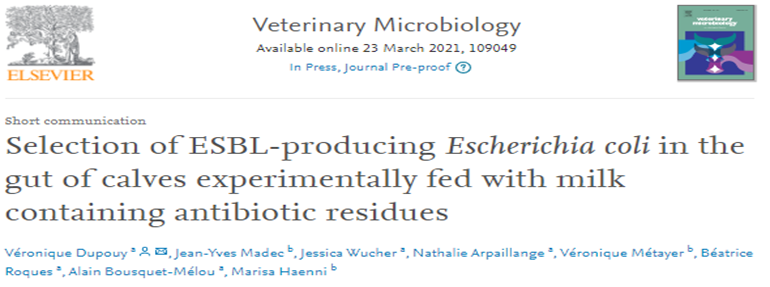 ELSEVIER
Veterinary Microbiology
Available online 23 March 2021, 109049
In Press, Journal Pre-proof ?
veterinary
microbiology
Short communication
Selection of ESBL-producing Escherichia coli in the
gut of calves experimentally fed with milk
containing antibiotic residues
Véronique Dupouy a, Jean-Yves Madec b, Jessica Wucher a, Nathalie Arpaillange a, Véronique Métayer b, Béatrice
Roques a, Alain Bousquet-Mélou a, Marisa Haenni b